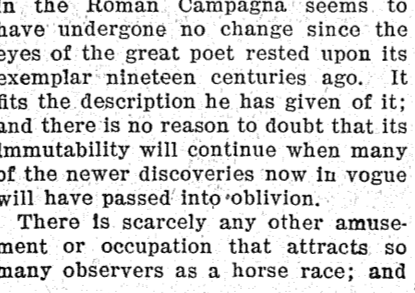 in the Roman Campagna seems to
have undergone no change since the
eyes of the great poet rested upon its
exemplar nineteen centuries ago. It
fits the description he has given of it;
and there is no reason to doubt that its
immutability will continue when many
of the newer discoveries now in vogue
will have passed into oblivion.
There is scarcely any other amuse-
ment or occupation that attracts so
many observers as a horse race; and